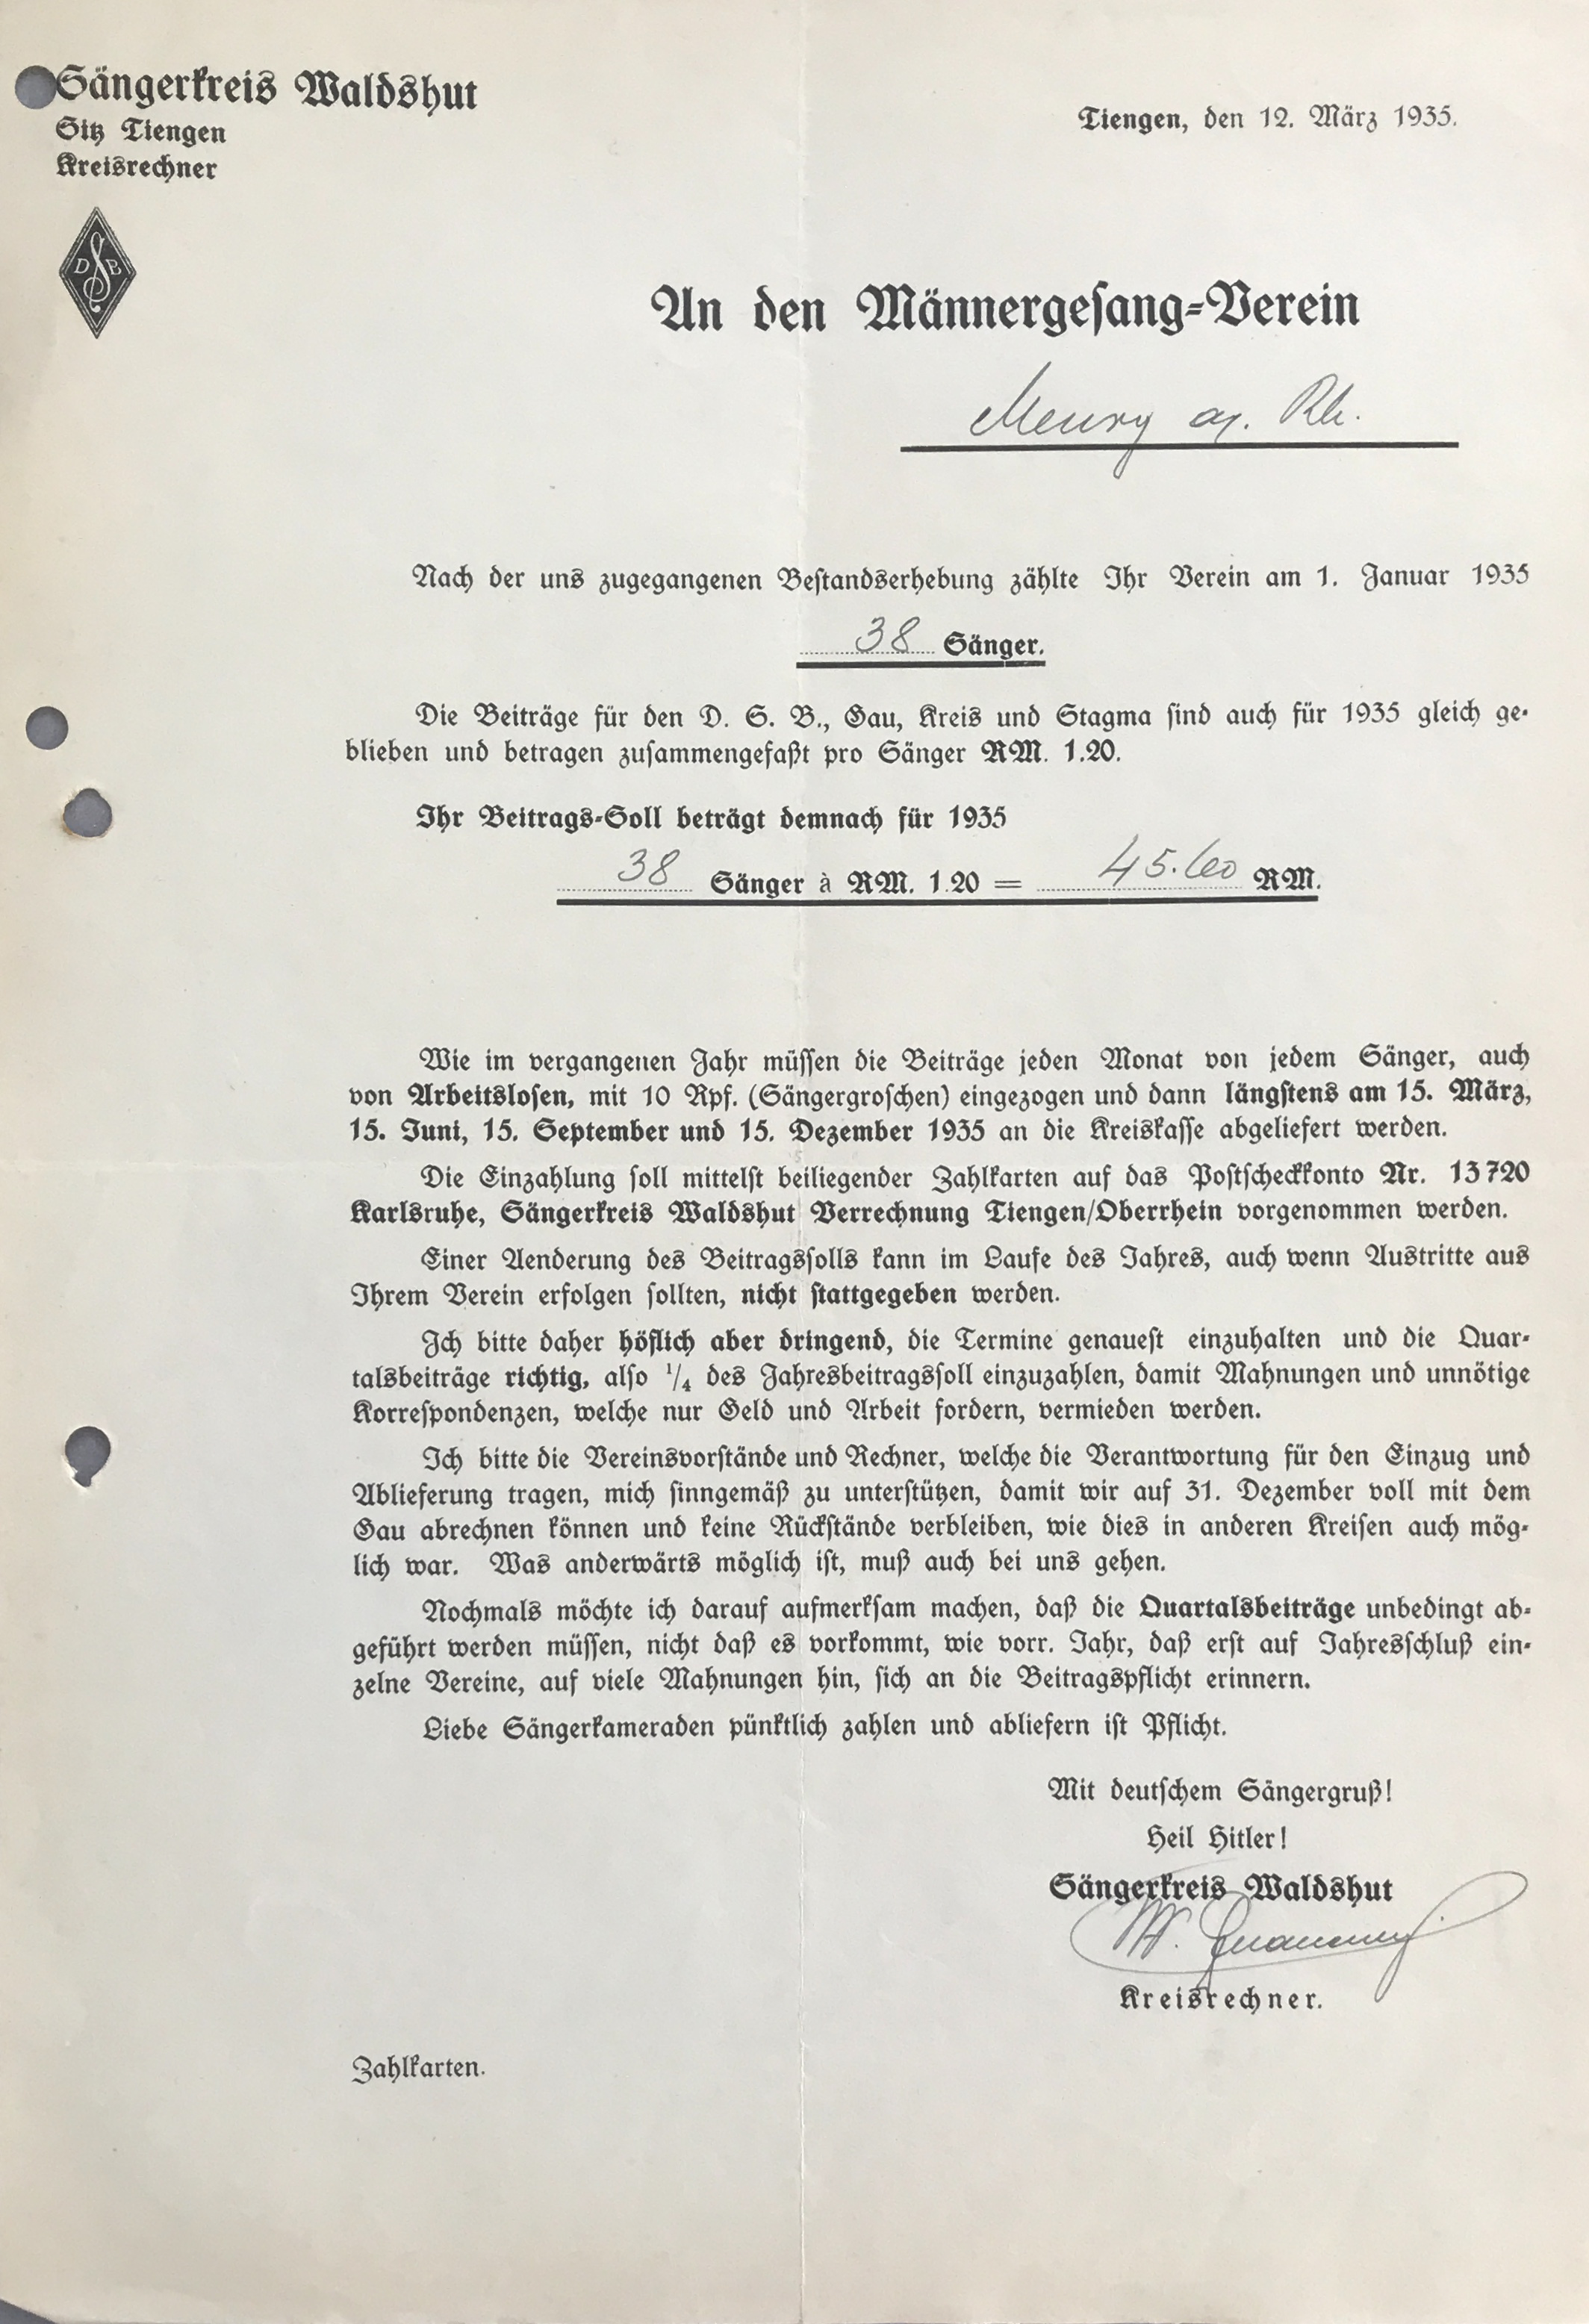 Sängerkreis Waldshut
Sitz Tiengen
Kreisrechner
D S B
Tiengen, den 12. März 1935.
An den Männergesang-Verein
a. Rh.
Nach der uns zugegangenen Bestandserhebung zählte Ihr Verein am 1. Januar 1935
38 Sänger.
Die Beiträge für den D. S. B., Gau, Kreis und Stagma sind auch für 1935 gleich ge-
blieben und betragen zusammengefaßt pro Sänger RM. 1.20.
Ihr Beitrags-Soll beträgt demnach für 1935
38 Sänger à RM. 1.20 = 45.60 RM.
Wie im vergangenen Jahr müssen die Beiträge jeden Monat von jedem Sänger, auch
von Arbeitslosen, mit 10 Rpf. (Sängergroschen) eingezogen und dann längstens am 15. März,
15. Juni, 15. September und 15. Dezember 1935 an die Kreiskasse abgeliefert werden.
Die Einzahlung soll mittelst beiliegender Zahlkarten auf das Postscheckkonto Nr. 13720
Karlsruhe, Sängerkreis Waldshut Verrechnung Tiengen/Oberrhein vorgenommen werden.
Einer Aenderung des Beitragssolls kann im Laufe des Jahres, auch wenn Austritte aus
Ihrem Verein erfolgen sollten, nicht stattgegeben werden.
Ich bitte daher höflich aber dringend, die Termine genauest einzuhalten und die Quar-
talsbeiträge richtig, also 1/4 des Jahresbeitragssoll einzuzahlen, damit Mahnungen und unnötige
Korrespondenzen, welche nur Geld und Arbeit fordern, vermieden werden.
Ich bitte die Vereinsvorstände und Rechner, welche die Verantwortung für den Einzug und
Ablieferung tragen, mich sinngemäß zu unterstützen, damit wir auf 31. Dezember voll mit dem
Gau abrechnen können und keine Rückstände verbleiben, wie dies in anderen Kreisen auch mög-
lich war. Was anderwärts möglich ist, muß auch bei uns gehen.
Nochmals möchte ich darauf aufmerksam machen, daß die Quartalsbeiträge unbedingt ab-
geführt werden müssen, nicht daß es vorkommt, wie vorr. Jahr, daß erst auf Jahresschluß ein-
zelne Vereine, auf viele Mahnungen hin, sich an die Beitragspflicht erinnern.
Liebe Sängerkameraden pünktlich zahlen und abliefern ist Pflicht.
Mit deutschem Sängergruß!
Heil Hitler!
Sängerkreis Waldshut
Kreisrechner.
Zahlkarten.